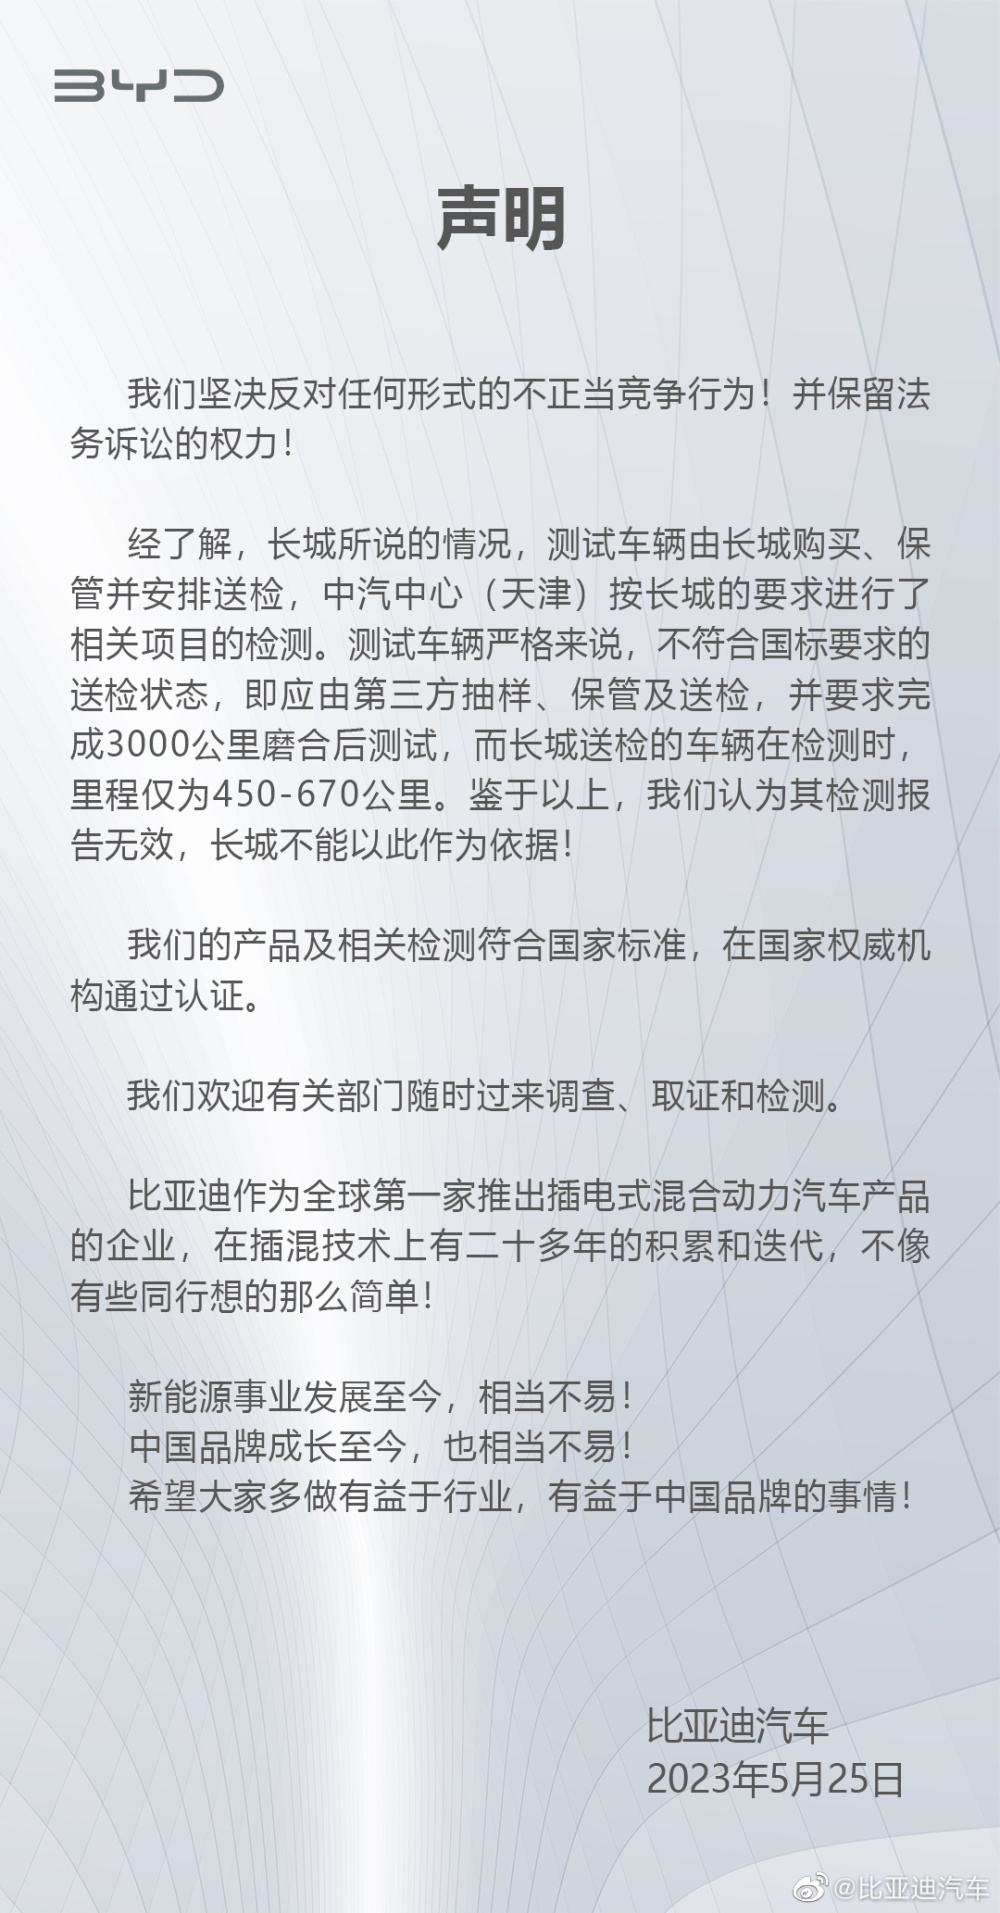 BYD
声明
我们坚决反对任何形式的不正当竞争行为！并保留法
务诉讼的权力！
经了解，长城所说的情况，测试车辆由长城购买、保
管并安排送检，中汽中心（天津）按长城的要求进行了
相关项目的检测。测试车辆严格来说，不符合国标要求的
送检状态，即应由第三方抽样、保管及送检，并要求完
成3000公里磨合后测试，而长城送检的车辆在检测时，
里程仅为450-670公里。鉴于以上，我们认为其检测报
告无效，长城不能以此作为依据！
我们的产品及相关检测符合国家标准，在国家权威机
构通过认证。
我们欢迎有关部门随时过来调查、取证和检测。
比亚迪作为全球第一家推出插电式混合动力汽车产品
的企业，在插混技术上有二十多年的积累和迭代，不像
有些同行想的那么简单！
新能源事业发展至今，相当不易！
中国品牌成长至今，也相当不易！
希望大家多做有益于行业，有益于中国品牌的事情！
比亚迪汽车
2023年5月25日
@比亚迪汽车